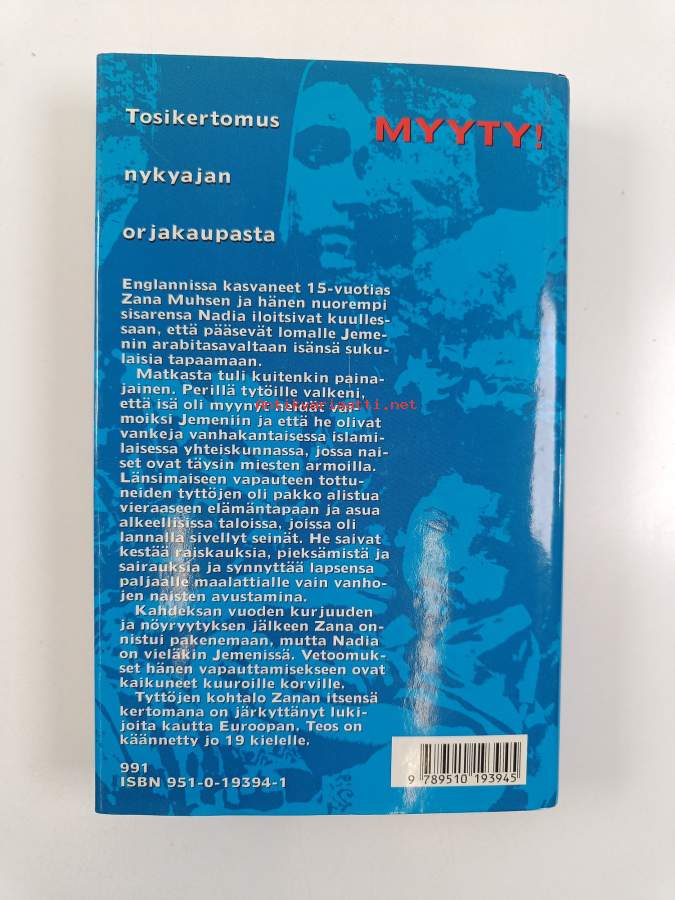 Tosikertomus
MYYTY!
nykyajan
orjakaupasta
Englannissa kasvaneet 15-vuotias
Zana Muhsen ja hänen nuorempi
sisarensa Nadia iloitsivat kuulles-
saan, että pääsevät lomalle Jeme-
nin arabitasavaltaan isänsä suku-
laisia tapaamaan.
Matkasta tuli kuitenkin paina-
jainen. Perillä tytöille valkeni,
että isä oli myynyt heidät vai-
antikvariaatti.net
moiksi Jemeniin ja että he olivat
vankeja vanhakantaisessa islami-
laisessa yhteiskunnassa, jossa nai-
set ovat täysin miesten armoilla.
Länsimaiseen vapauteen tottu-
neiden tyttöjen oli pakko alistua
vieraaseen elämäntapaan ja asua
alkeellisissa taloissa, joissa oli
lannalla sivellyt seinät. He saivat
kestää raiskauksia, pieksämistä ja
sairauksia ja synnyttää lapsensa
paljaalle maalattialle vain vanho-
jen naisten avustamina.
Kahdeksan vuoden kurjuuden
ja nöyryytyksen jälkeen Zana on-
nistui pakenemaan, mutta Nadia
on vieläkin Jemenissä. Vetoomuk-
set hänen vapauttamisekseen ovat
kaikuneet kuuroille korville.
Tyttöjen kohtalo Zanan itsensä
kertomana on järkyttänyt luki-
joita kautta Euroopan. Teos on
käännetty jo 19 kielelle.
991
ISBN 951-0-19394-1
9 789510 193945